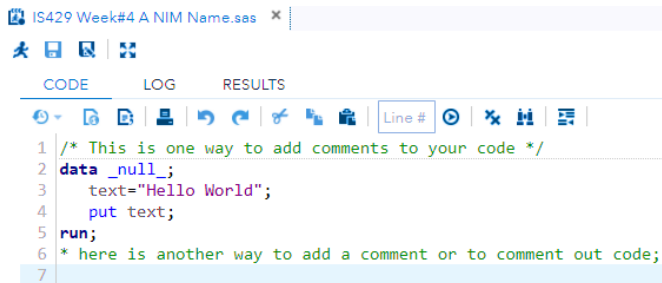 IS429 Week#4 A NIM Name.sas
CODE LOG RESULTS
Line #
1 /* This is one way to add comments to your code */
2 data _null_;
3 text="Hello World";
4 put text;
5 run;
6 * here is another way to add a comment or to comment out code;
7